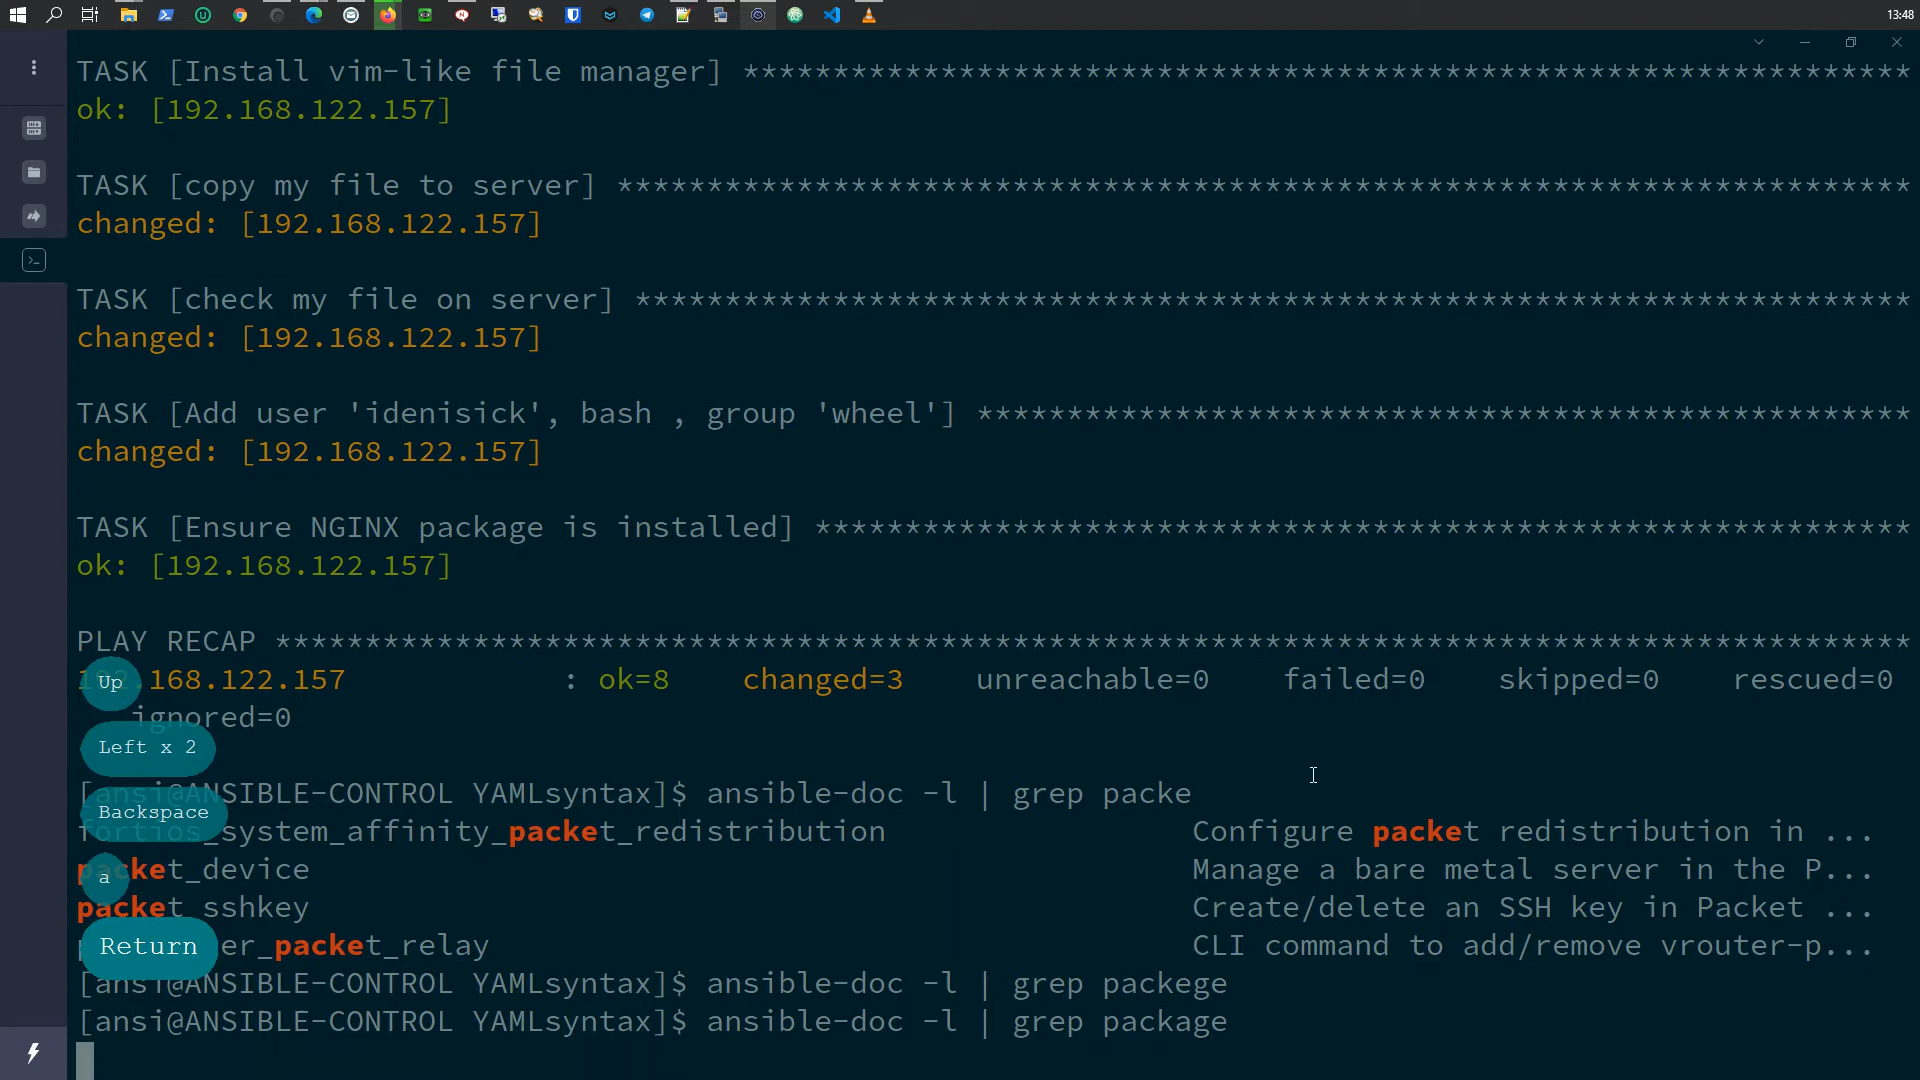 13:48
TASK [Install vim-like file manager] *****************************************************************
ok: [192.168.122.157]
TASK [copy my file to server] ************************************************************************
changed: [192.168.122.157]
TASK [check my file on server] ***********************************************************************
changed: [192.168.122.157]
TASK [Add user 'idenisick', bash , group 'wheel'] ****************************************************
changed: [192.168.122.157]
TASK [Ensure NGINX package is installed] *************************************************************
ok: [192.168.122.157]
PLAY RECAP *******************************************************************************************
192.168.122.157 : ok=8 changed=3 unreachable=0 failed=0 skipped=0 rescued=0
ignored=0
Up
Left x 2
Backspace
a
Return
[ansi@ANSIBLE-CONTROL YAMLsyntax]$ ansible-doc -l | grep packe
fortios_system_affinity_packet_redistribution Configure packet redistribution in ...
packet_device Manage a bare metal server in the P...
packet_sshkey Create/delete an SSH key in Packet ...
er_packet_relay CLI command to add/remove vrouter-p...
[ansi@ANSIBLE-CONTROL YAMLsyntax]$ ansible-doc -l | grep packege
[ansi@ANSIBLE-CONTROL YAMLsyntax]$ ansible-doc -l | grep package